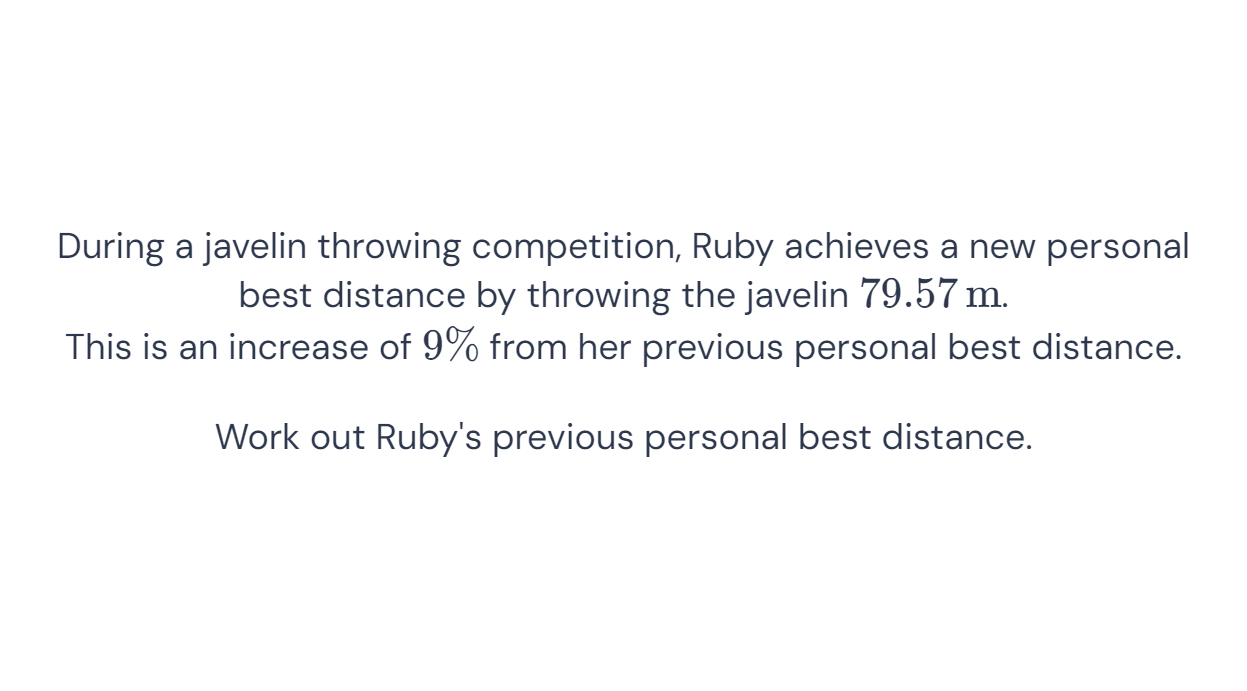 During a javelin throwing competition, Ruby achieves a new personal
best distance by throwing the javelin 79.57 m.
This is an increase of 9% from her previous personal best distance.
Work out Ruby's previous personal best distance.